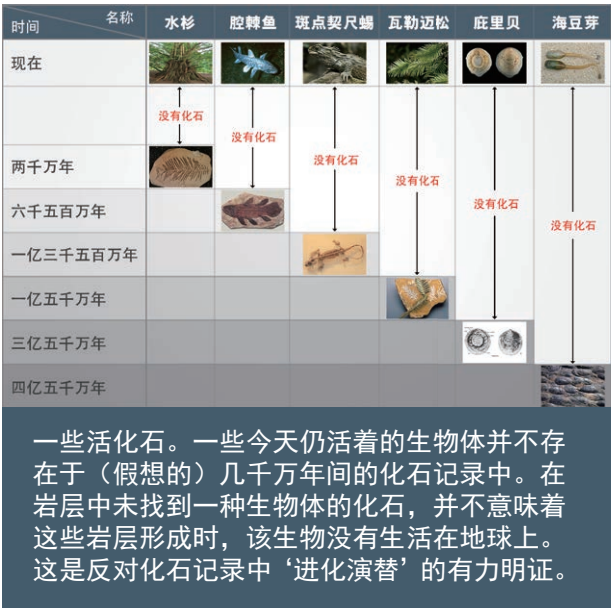 名称
时间
水杉 腔棘鱼 斑点契尺蜴 瓦勒迈松 庇里贝 海豆芽
现在
没有化石
没有化石
没有化石
没有化石
没有化石
没有化石
两千万年
六千五百万年
一亿三千五百万年
一亿五千万年
三亿五千万年
四亿五千万年
一些活化石。一些今天仍活着的生物体并不存
在于（假想的）几千万年间的化石记录中。在
岩层中未找到一种生物体的化石，并不意味着
这些岩层形成时，该生物没有生活在地球上。
这是反对化石记录中‘进化演替’的有力明证。